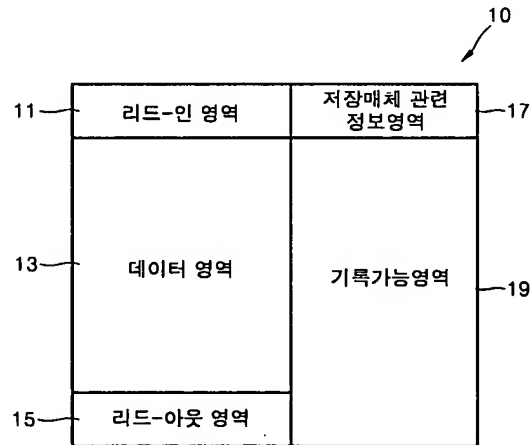 10
11
리드-인 영역
저장매체 관련
정보영역
17
13
데이터 영역
기록가능영역
19
15
리드-아웃 영역